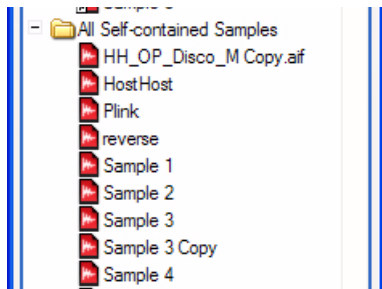 All Self-contained Samples
HH_OP_Disco_M Copy.aif
HostHost
Plink
reverse
Sample 1
Sample 2
Sample 3
Sample 3 Copy
Sample 4